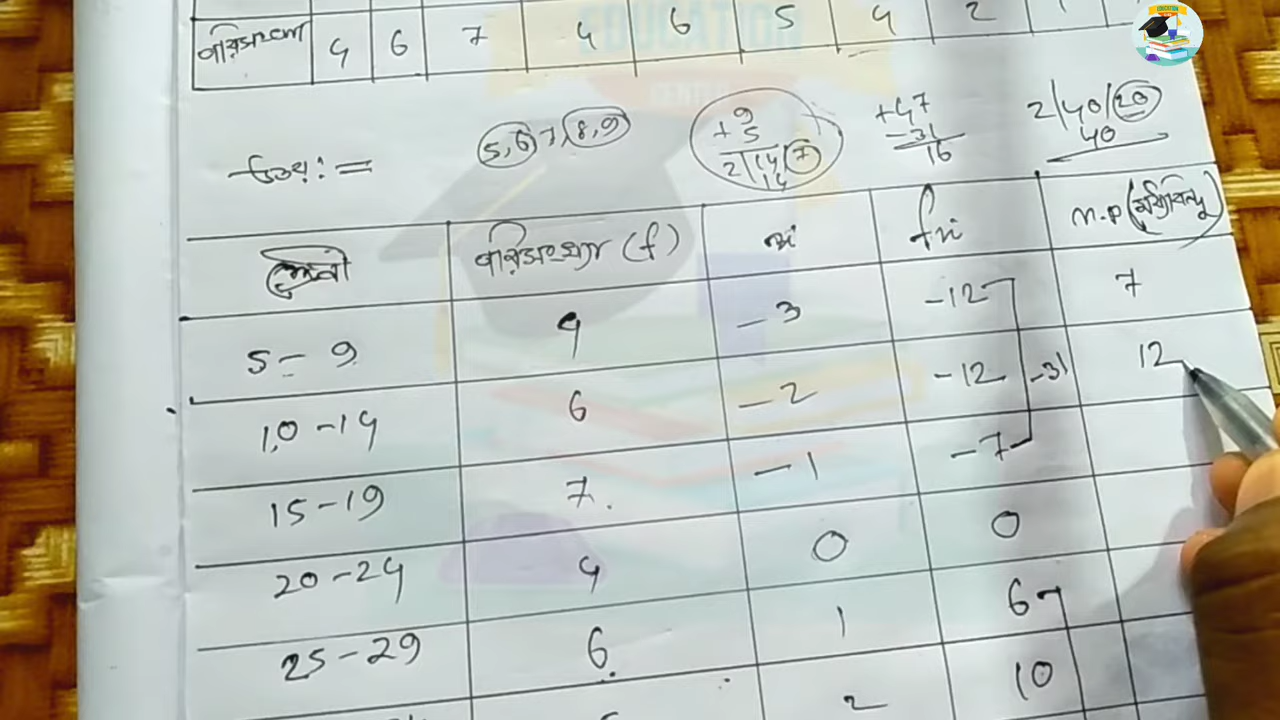 পরিসংখ্যা 4 6 7 4 6 5 4 2
5,6,7,8,9
+9
5
2|14|7
14
+47
-31
16
2|40|20
40
উত্তৰ := 
শ্রেণী পরিসংখ্যা (f) x̄ fx̄ M.P (মধ্যবিন্দু)
5 - 9 4 -3 -12 7
10 - 14 6 -2 -12 -31 12
15 - 19 7 -1 -7
20 - 24 4 0 0
25 - 29 6 1 6
2 10